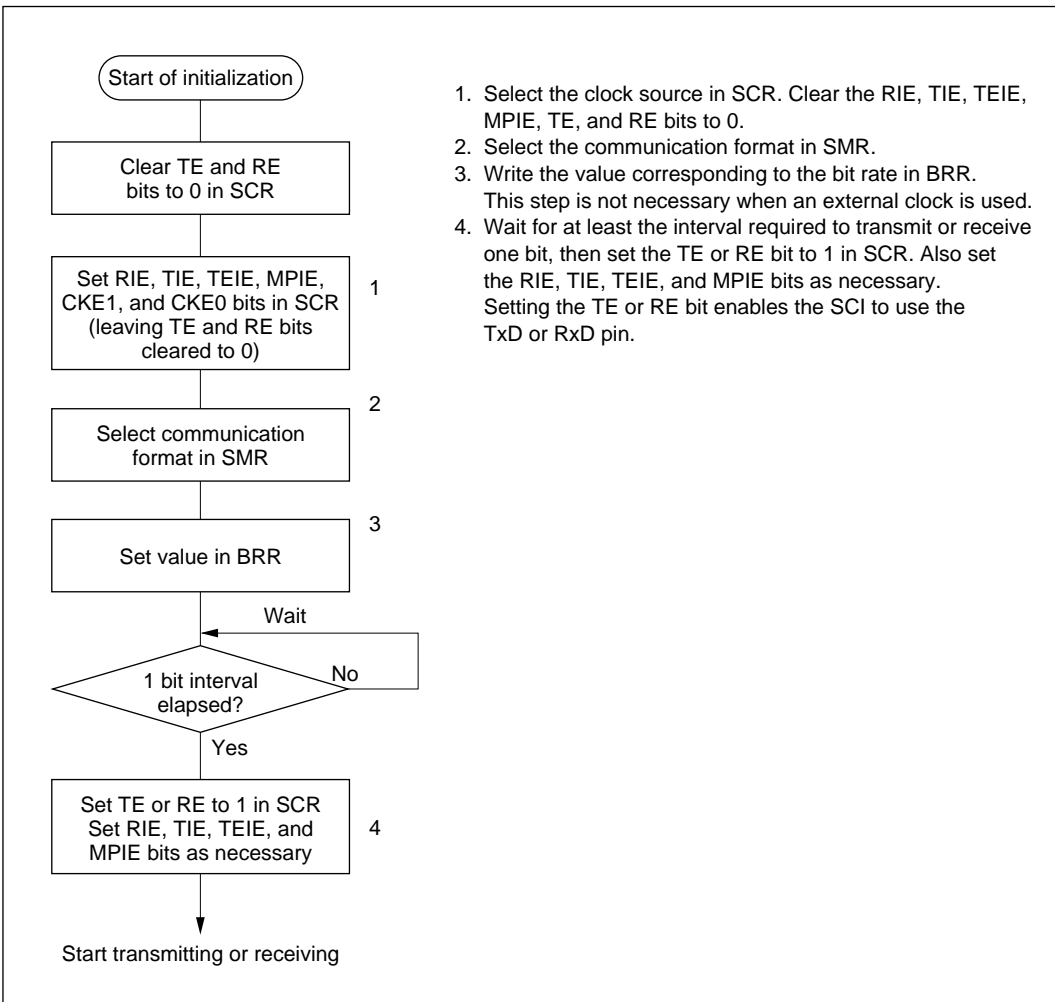 Start of initialization
Clear TE and RE
bits to 0 in SCR
Set RIE, TIE, TEIE, MPIE,
CKE1, and CKE0 bits in SCR
(leaving TE and RE bits
cleared to 0)
1
2
Select communication
format in SMR
3
Set value in BRR
Wait
No
1 bit interval
elapsed?
Yes
Set TE or RE to 1 in SCR
Set RIE, TIE, TEIE, and
MPIE bits as necessary
4
Start transmitting or receiving
1. Select the clock source in SCR. Clear the RIE, TIE, TEIE,
MPIE, TE, and RE bits to 0.
2. Select the communication format in SMR.
3. Write the value corresponding to the bit rate in BRR.
This step is not necessary when an external clock is used.
4. Wait for at least the interval required to transmit or receive
one bit, then set the TE or RE bit to 1 in SCR. Also set
the RIE, TIE, TEIE, and MPIE bits as necessary.
Setting the TE or RE bit enables the SCI to use the
TxD or RxD pin.